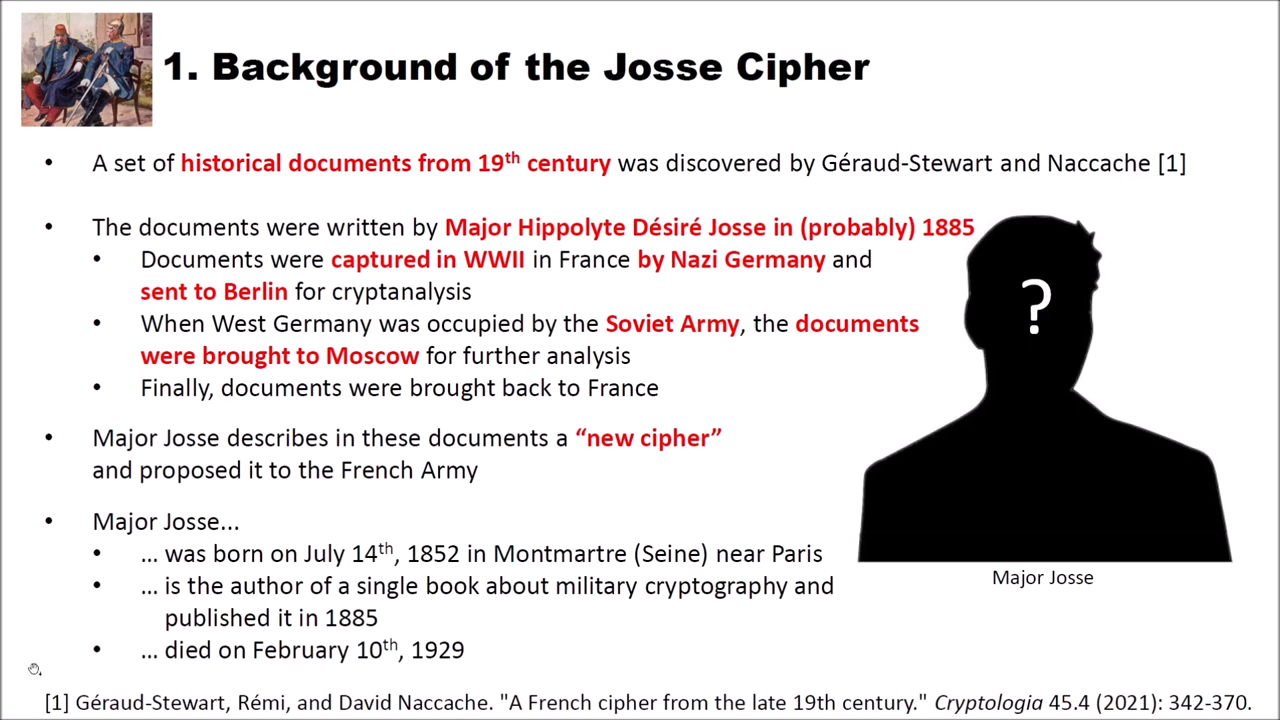 1. Background of the Josse Cipher
• A set of historical documents from 19th century was discovered by Géraud-Stewart and Naccache [1]
• The documents were written by Major Hippolyte Désiré Josse in (probably) 1885
• Documents were captured in WWII in France by Nazi Germany and
sent to Berlin for cryptanalysis
• When West Germany was occupied by the Soviet Army, the documents
were brought to Moscow for further analysis
• Finally, documents were brought back to France
?
• Major Josse describes in these documents a “new cipher”
and proposed it to the French Army
• Major Josse...
• ... was born on July 14th, 1852 in Montmartre (Seine) near Paris
• ... is the author of a single book about military cryptography and
published it in 1885
• ... died on February 10th, 1929
Major Josse
[1] Géraud-Stewart, Rémi, and David Naccache. "A French cipher from the late 19th century." Cryptologia 45.4 (2021): 342-370.